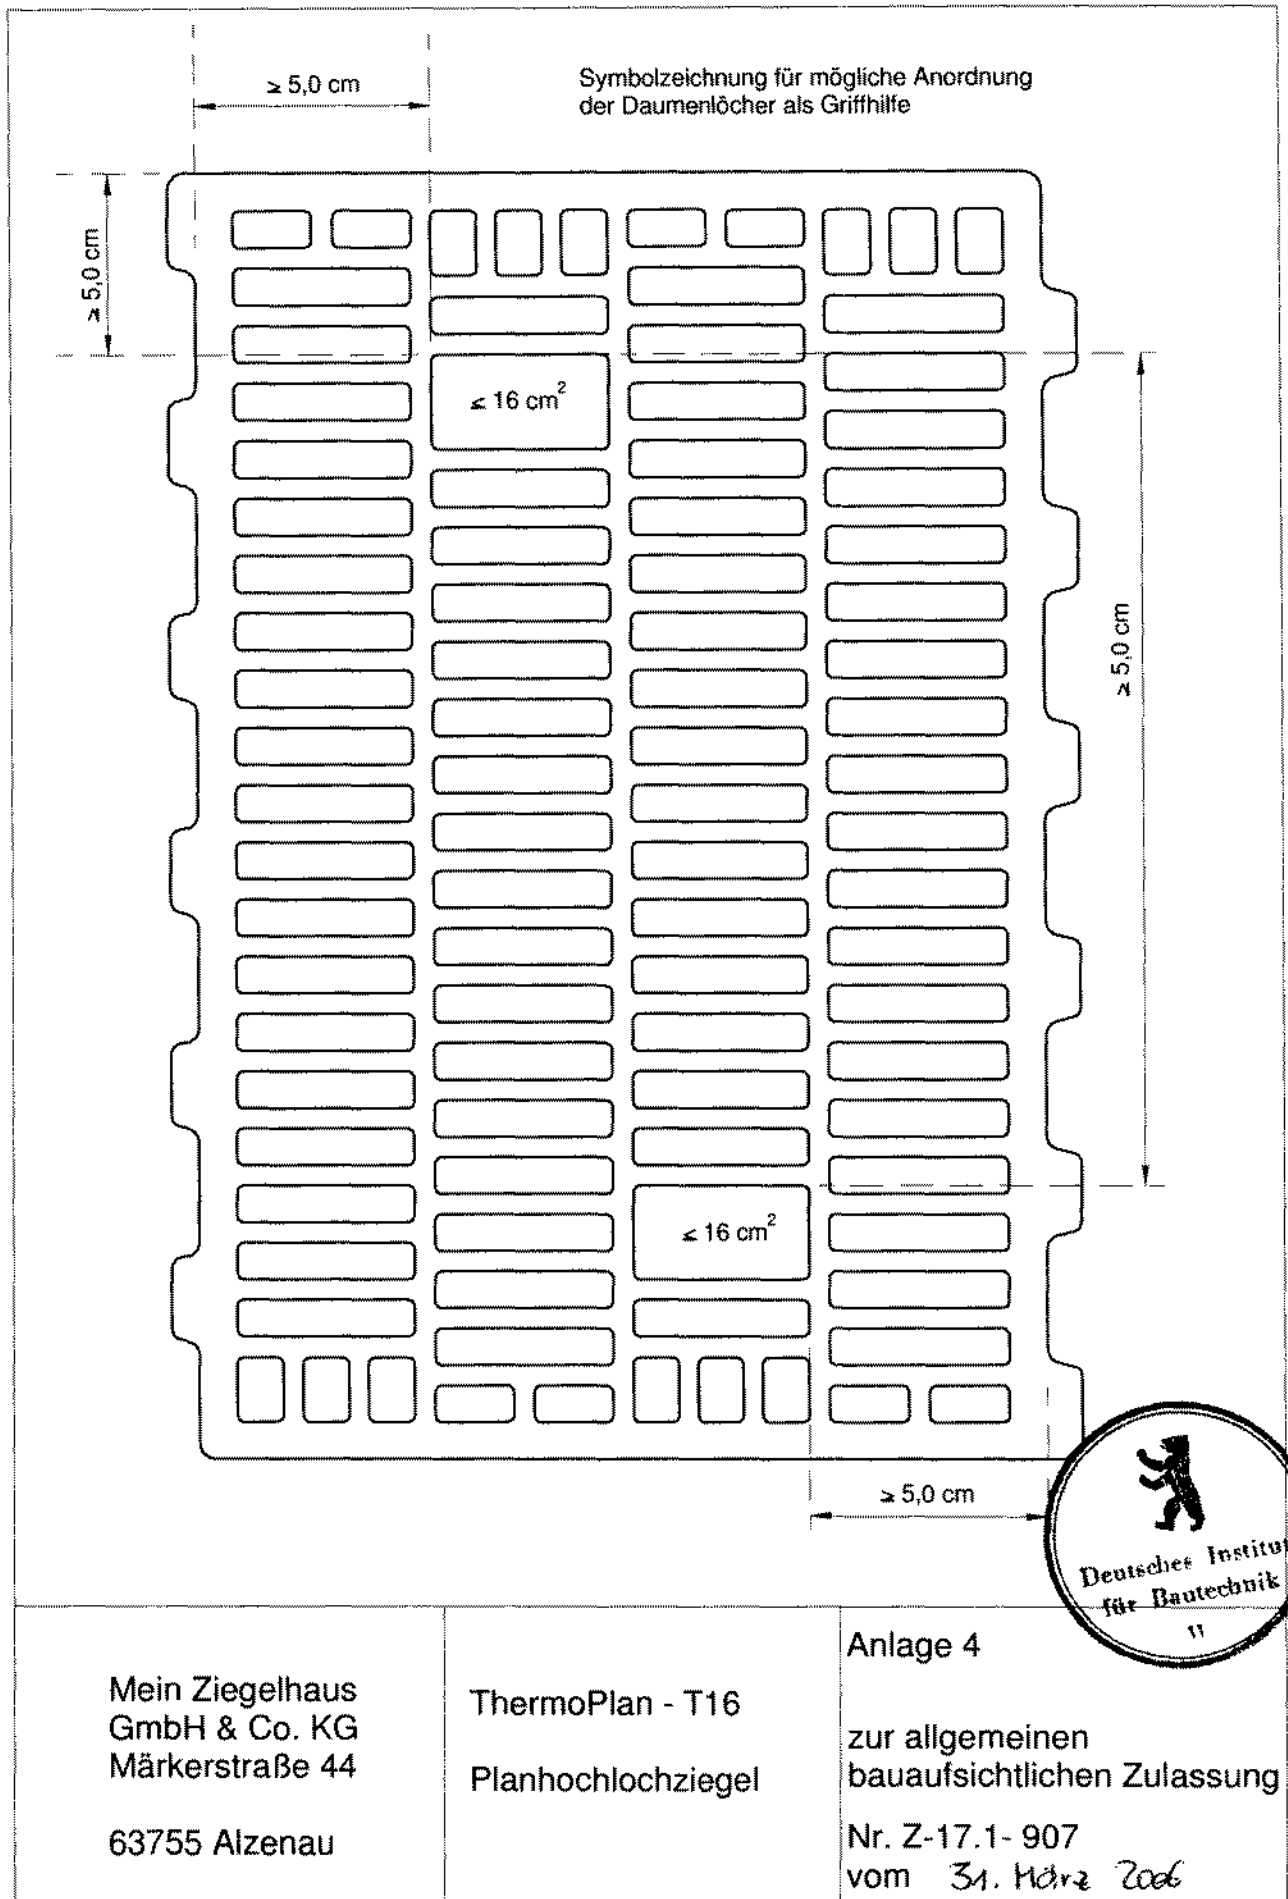 ≥ 5,0 cm
Symbolzeichnung für mögliche Anordnung
der Daumenlöcher als Griffhilfe
≥ 5,0 cm
≤ 16 cm²
≥ 5,0 cm
≤ 16 cm²
≥ 5,0 cm
Deutsches Institut
für Bautechnik
11
Mein Ziegelhaus
GmbH & Co. KG
Märkerstraße 44
63755 Alzenau
ThermoPlan - T16
Planhochlochziegel
Anlage 4
zur allgemeinen
bauaufsichtlichen Zulassung
Nr. Z-17.1- 907
vom 31. März 2006